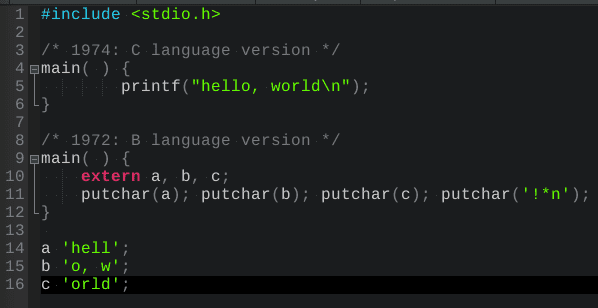 1 #include <stdio.h>
2
3 /* 1974: C language version */
4 main( ) {
5         printf("hello, world\n");
6 }
7
8 /* 1972: B language version */
9 main( ) {
10     extern a, b, c;
11     putchar(a); putchar(b); putchar(c); putchar('!*n');
12 }
13
14 a 'hell';
15 b 'o, w';
16 c 'orld';